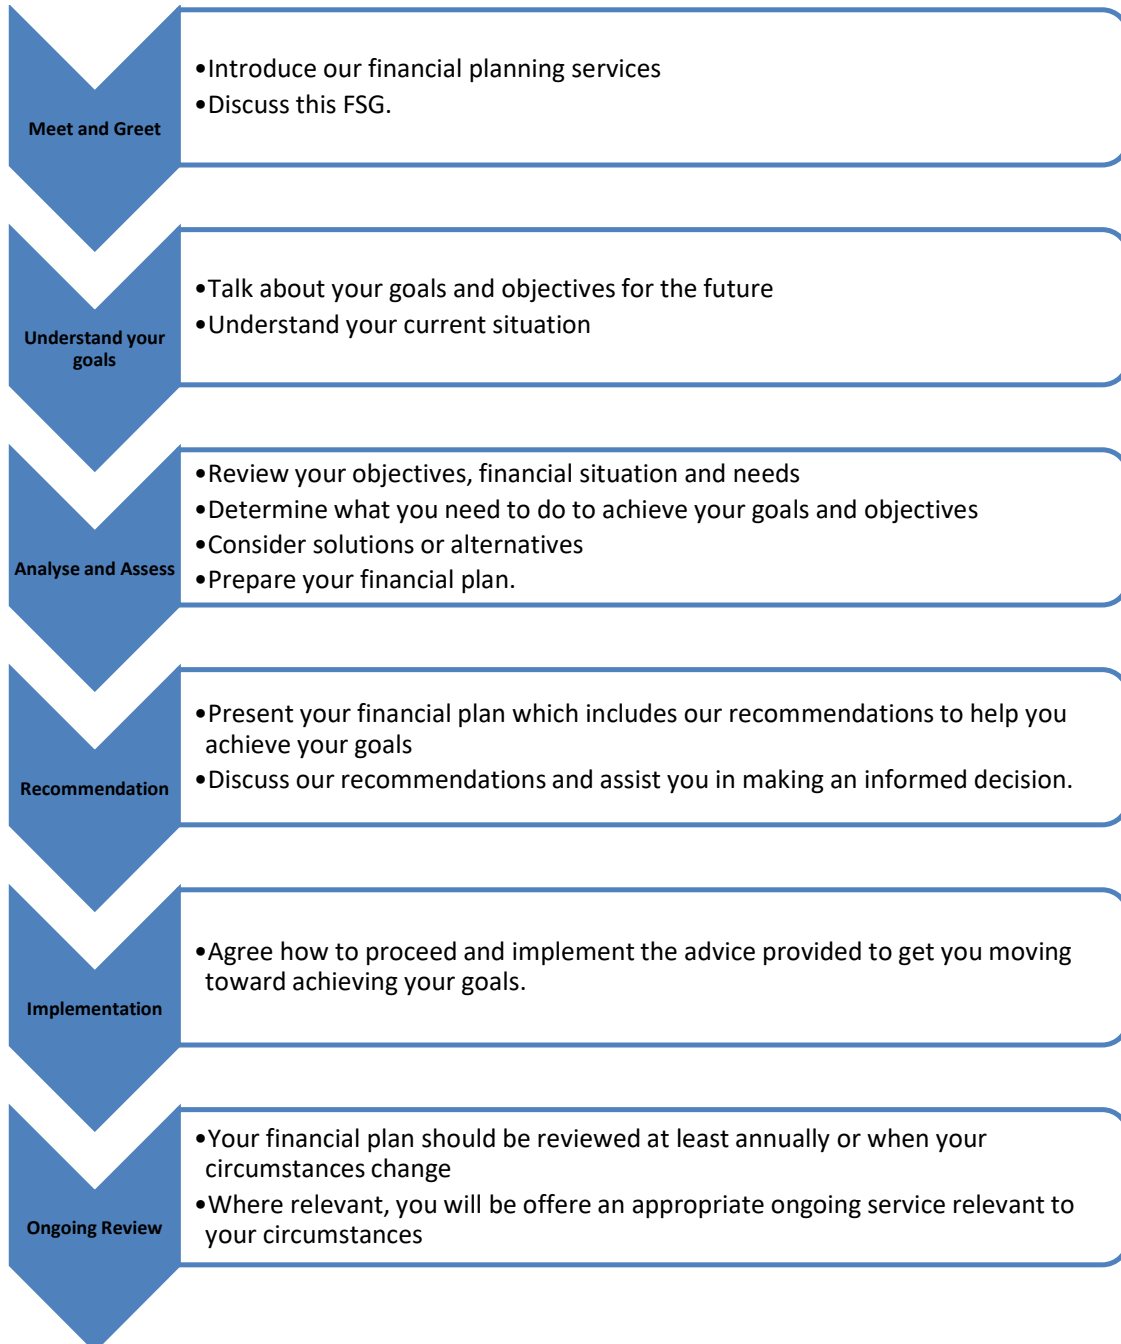 Meet and Greet
•Introduce our financial planning services
•Discuss this FSG.
Understand your
goals
•Talk about your goals and objectives for the future
•Understand your current situation
Analyse and Assess
•Review your objectives, financial situation and needs
•Determine what you need to do to achieve your goals and objectives
•Consider solutions or alternatives
•Prepare your financial plan.
Recommendation
•Present your financial plan which includes our recommendations to help you
achieve your goals
•Discuss our recommendations and assist you in making an informed decision.
Implementation
•Agree how to proceed and implement the advice provided to get you moving
toward achieving your goals.
Ongoing Review
•Your financial plan should be reviewed at least annually or when your
circumstances change
•Where relevant, you will be offere an appropriate ongoing service relevant to
your circumstances